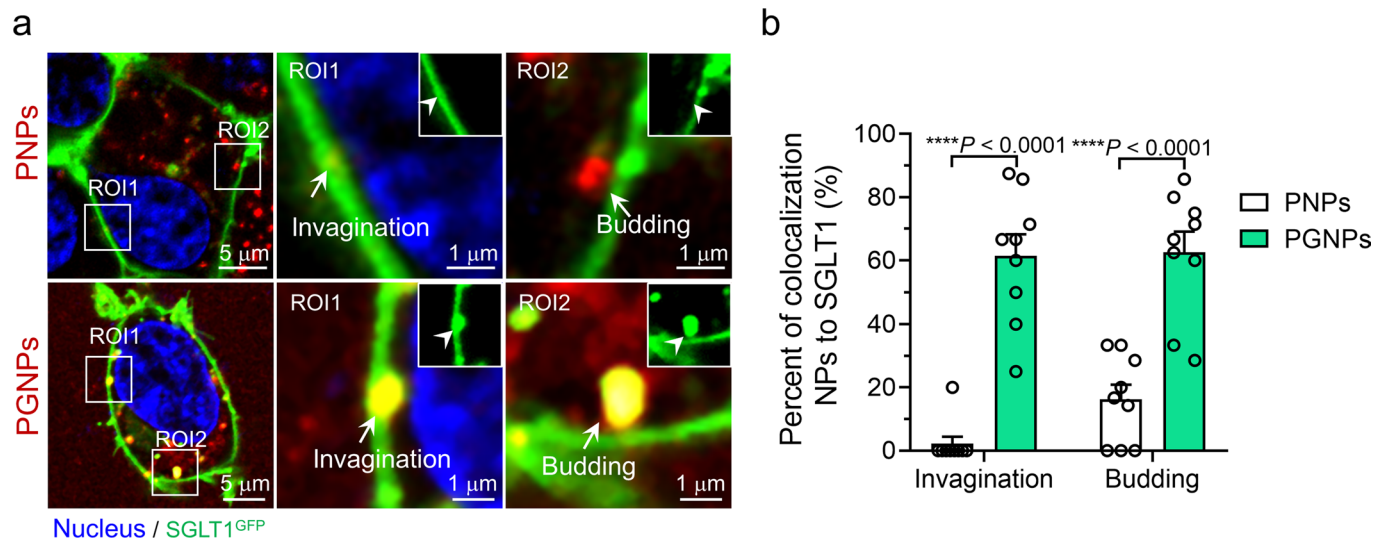 a
PNPs
ROI1
ROI2
5 μm
ROI1
Invagination
1 μm
ROI2
Budding
1 μm
PGNPs
ROI1
ROI2
5 μm
ROI1
Invagination
1 μm
ROI2
Budding
1 μm
Nucleus / SGLT1GFP
b
Percent of colocalization
NPs to SGLT1 (%)
100
80
60
40
20
0
****P < 0.0001
****P < 0.0001
Invagination
Budding
PNPs
PGNPs